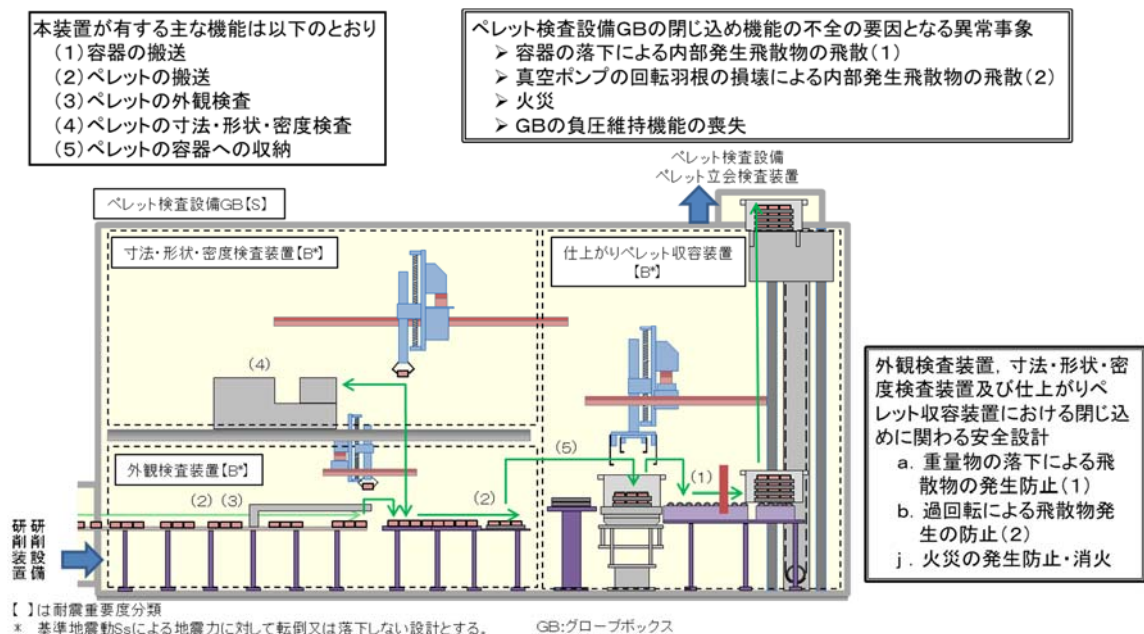 本装置が有する主な機能は以下のとおり
(1)容器の搬送
(2)ペレットの搬送
(3)ペレットの外観検査
(4)ペレットの寸法・形状・密度検査
(5)ペレットの容器への収納
ペレット検査設備GBの閉じ込め機能の不全の要因となる異常事象
➢ 容器の落下による内部発生飛散物の飛散(1)
➢ 真空ポンプの回転羽根の損壊による内部発生飛散物の飛散(2)
➢ 火災
➢ GBの負圧維持機能の喪失
ペレット検査設備
ペレット立会検査装置
ペレット検査設備GB【S】
寸法・形状・密度検査装置【B*】
仕上がりペレット収容装置
【B*】
(4)
外観検査装置【B*】
(2) (3)
(2)
(5)
(1)
研削設備
研削装置
外観検査装置, 寸法・形状・密
度検査装置及び仕上がりペ
レット収容装置における閉じ込
めに関わる安全設計
a. 重量物の落下による飛
散物の発生防止(1)
b. 過回転による飛散物発
生の防止(2)
j. 火災の発生防止・消火
【 】は耐震重要度分類
* 基準地震動Ssによる地震力に対して転倒又は落下しない設計とする。
GB:グローブボックス